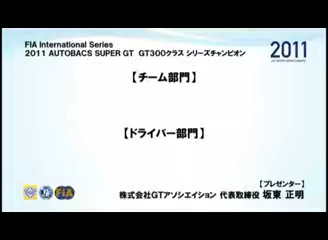 FIA International Series
2011 AUTOBACS SUPER GT GT300クラス シリーズチャンピオン
2011
【チーム部門】
【ドライバー部門】
【プレゼンター】
株式会社GTアソシエイション 代表取締役 坂東 正明
FIA